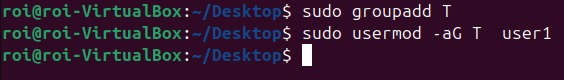 roi@roi-VirtualBox:~/Desktop$ sudo groupadd T
roi@roi-VirtualBox:~/Desktop$ sudo usermod -aG T  user1
roi@roi-VirtualBox:~/Desktop$